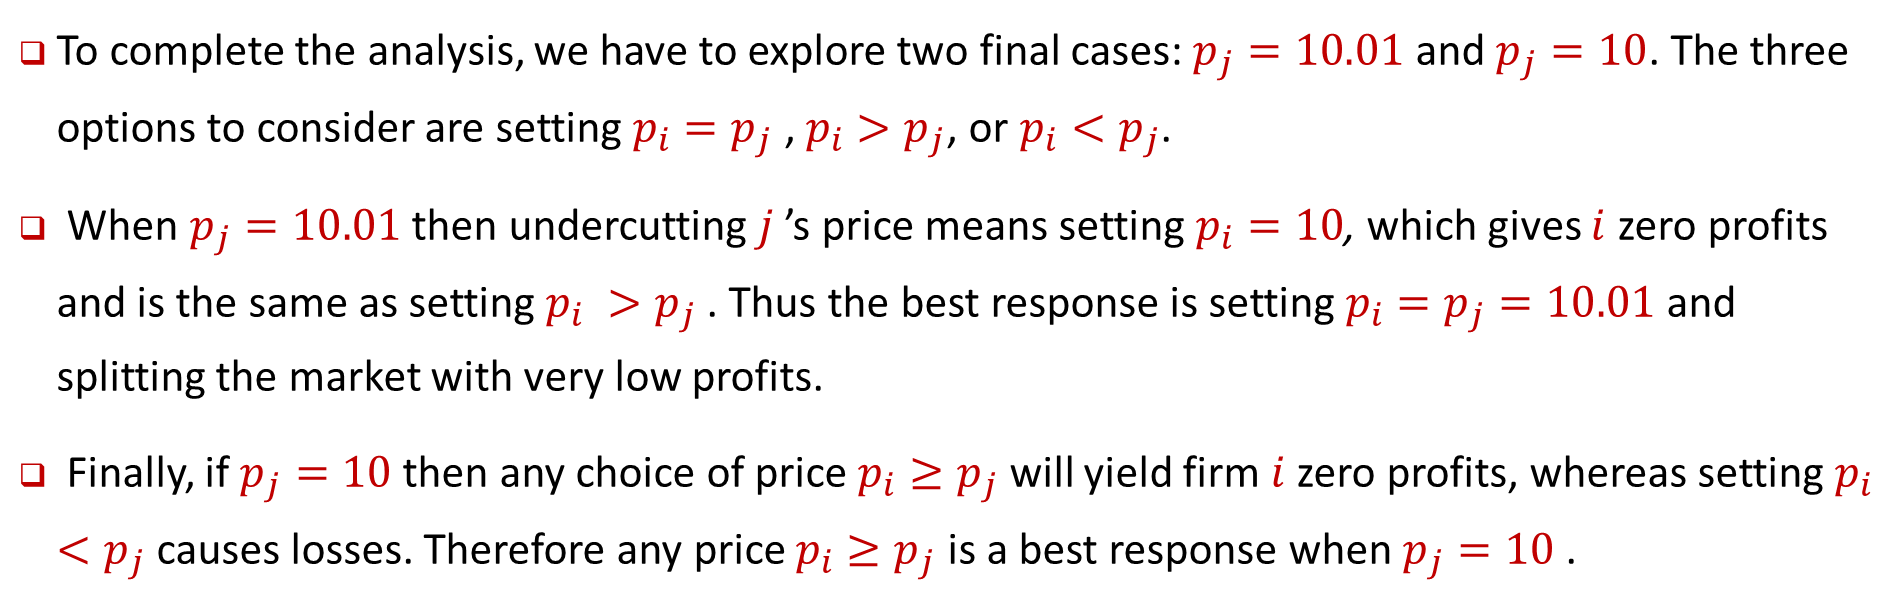 ❑ To complete the analysis, we have to explore two final cases: pⱼ = 10.01 and pⱼ = 10. The three
options to consider are setting pᵢ = pⱼ , pᵢ > pⱼ, or pᵢ < pⱼ.
❑ When pⱼ = 10.01 then undercutting j ’s price means setting pᵢ = 10, which gives i zero profits
and is the same as setting pᵢ > pⱼ . Thus the best response is setting pᵢ = pⱼ = 10.01 and
splitting the market with very low profits.
❑ Finally, if pⱼ = 10 then any choice of price pᵢ ≥ pⱼ will yield firm i zero profits, whereas setting pᵢ
< pⱼ causes losses. Therefore any price pᵢ ≥ pⱼ is a best response when pⱼ = 10 .